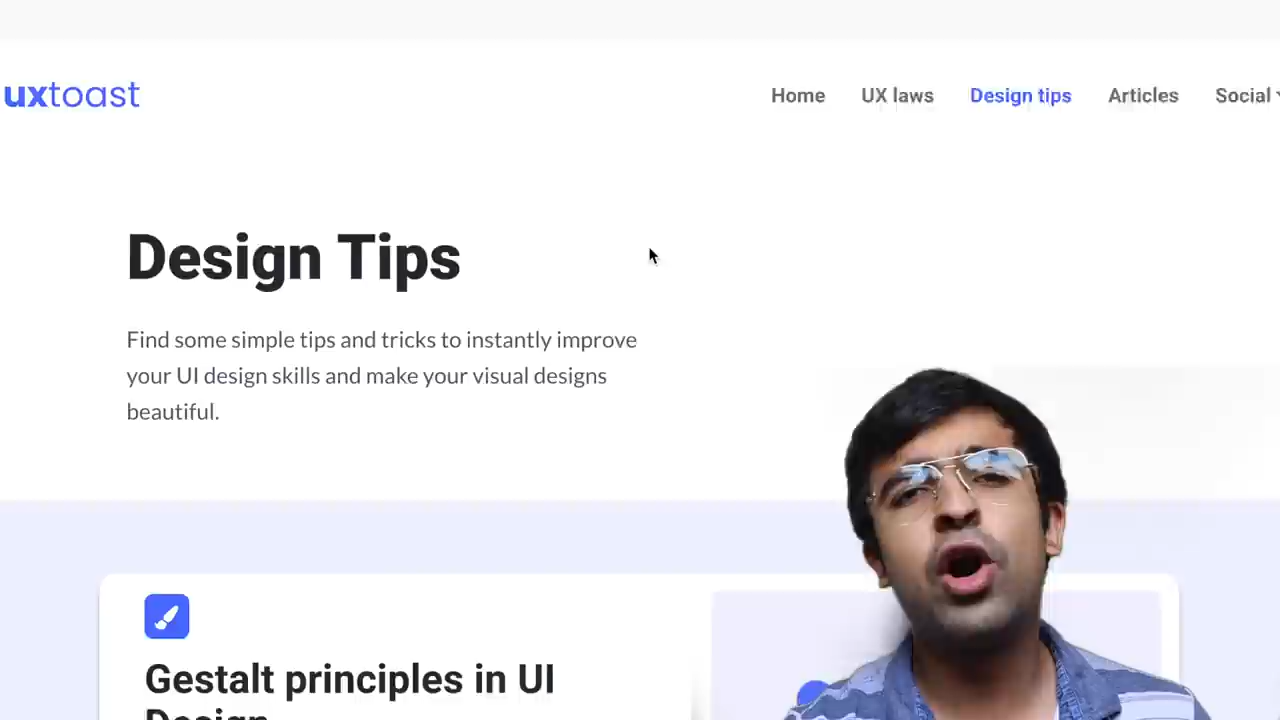 uxtoast
Home UX laws Design tips Articles Social
Design Tips
Find some simple tips and tricks to instantly improve
your UI design skills and make your visual designs
beautiful.
Gestalt principles in UI
Design